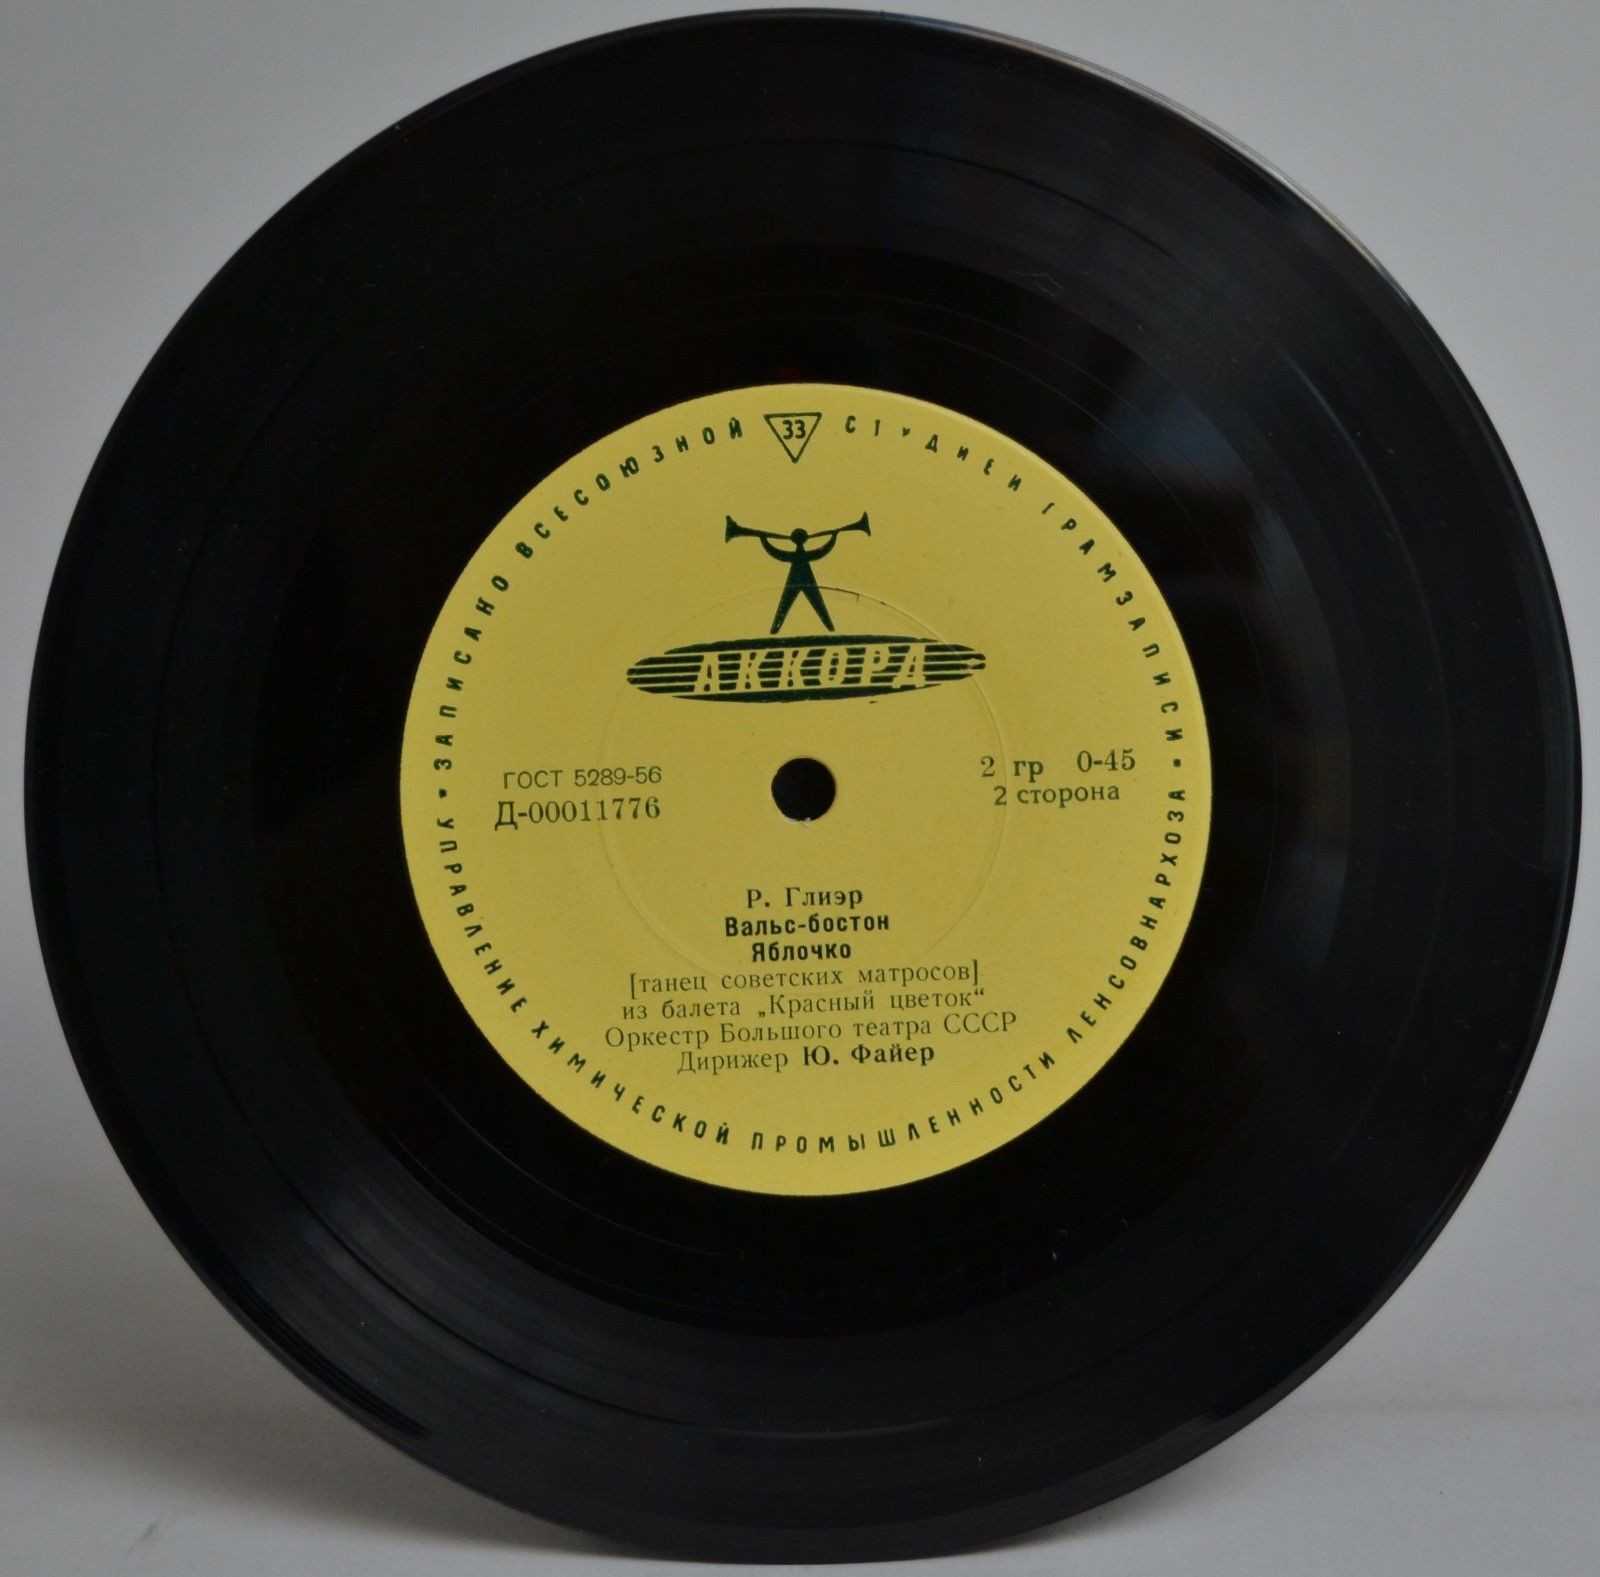 ЗАПИСАНО ВСЕСОЮЗНОЙ 33 СТУДИЕЙ ГРАМЗАПИСИ
АККОРД
ГОСТ 5289-56
Д-00011776
2 гр 0-45
2 сторона
Р. Глиэр
Вальс-бостон
Яблочко
[танец советских матросов]
из балета „Красный цветок“
Оркестр Большого театра СССР
Дирижер Ю. Файер
УПРАВЛЕНИЕ ХИМИЧЕСКОЙ ПРОМЫШЛЕННОСТИ ЛЕНСОВНАРХОЗА